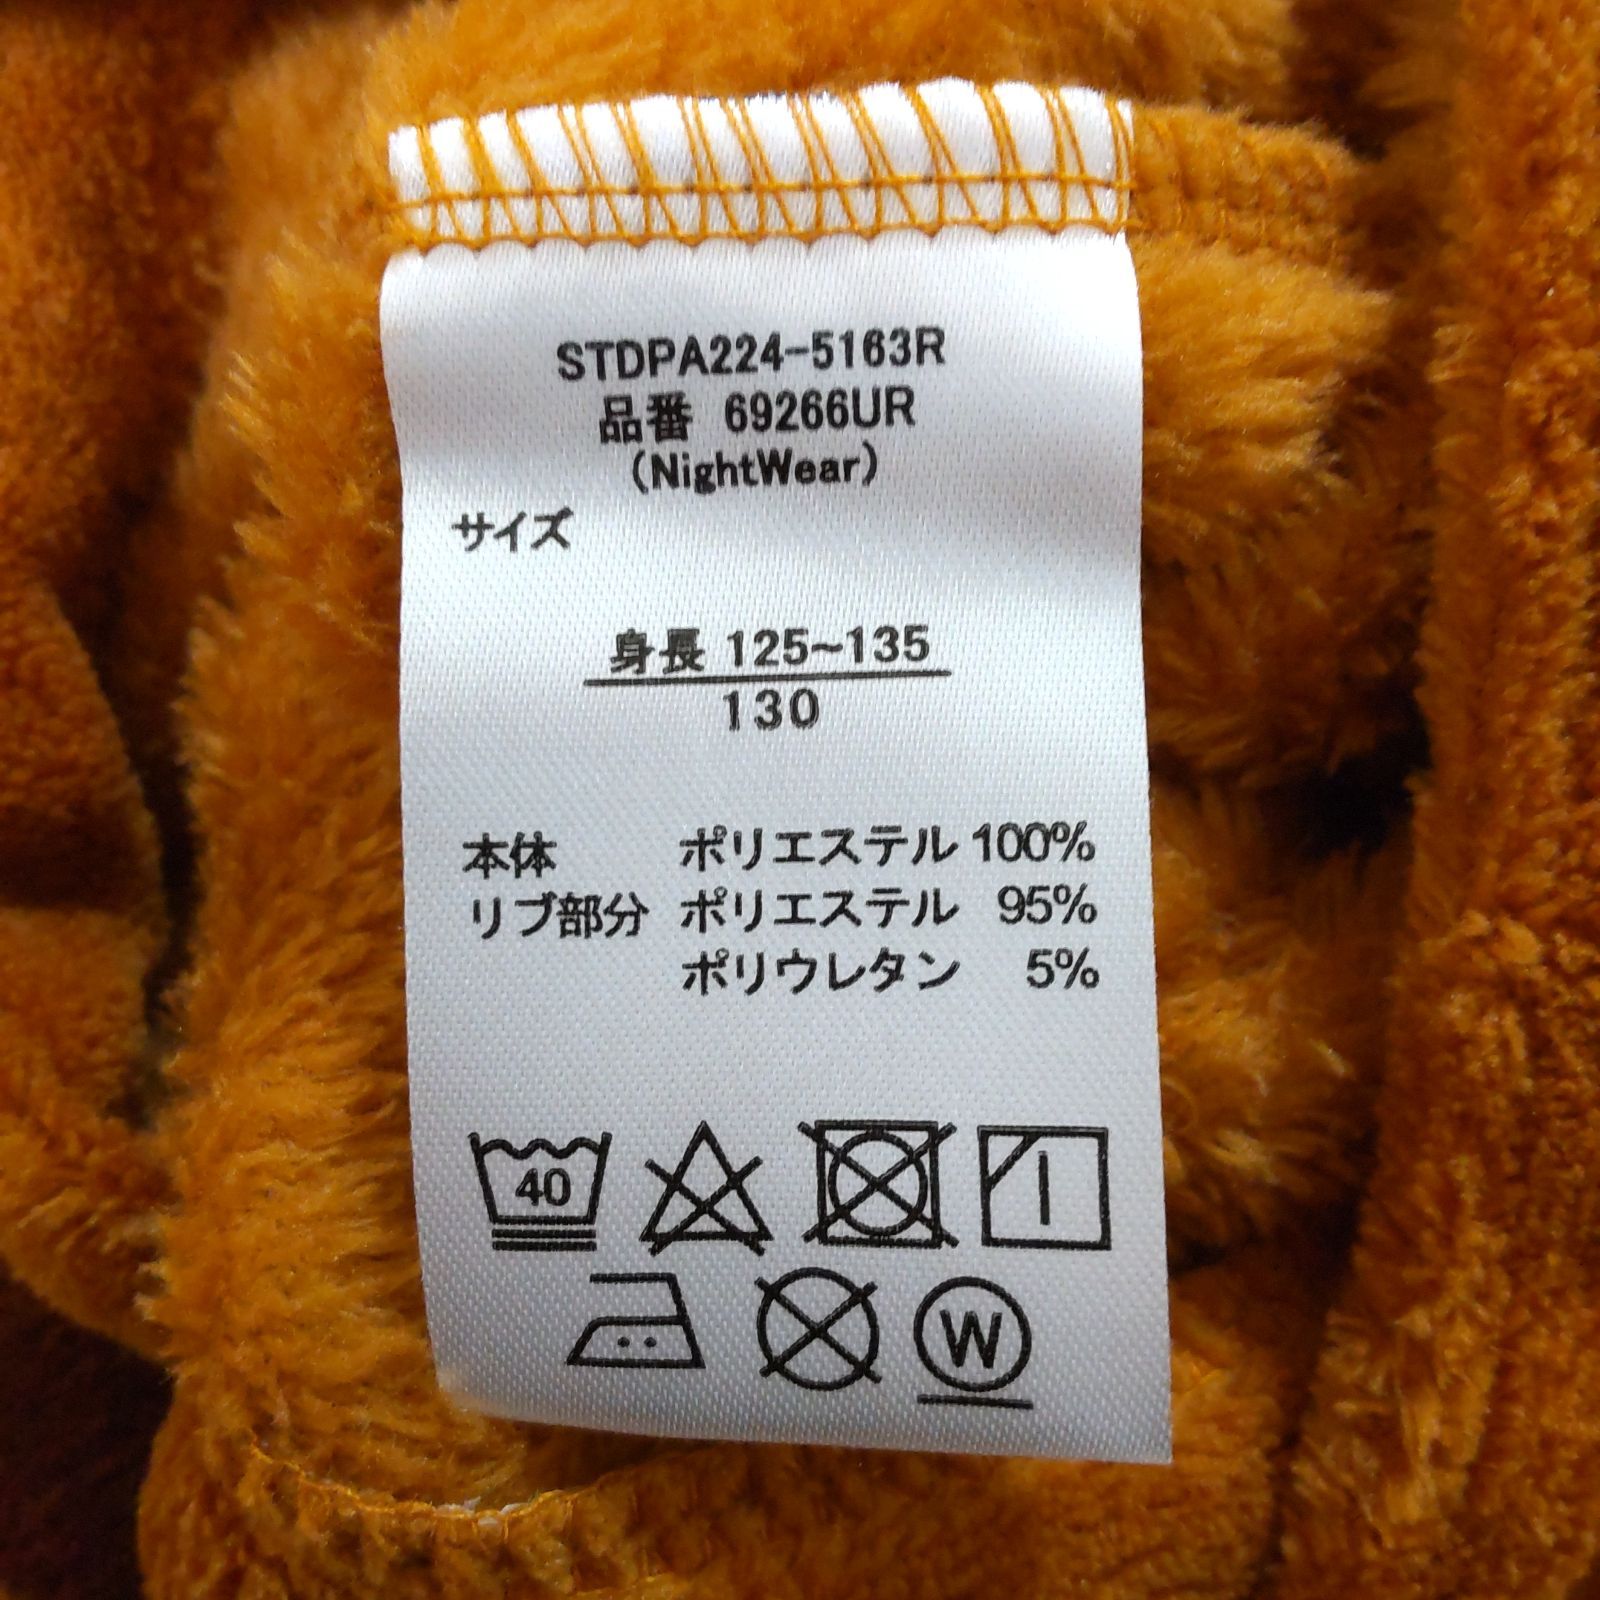 STDPA224-5163R
品番 69266UR
(NightWear)
サイズ
身長 125~135
130
本体 ポリエステル 100%
リブ部分 ポリエステル 95%
ポリウレタン 5%
40
W